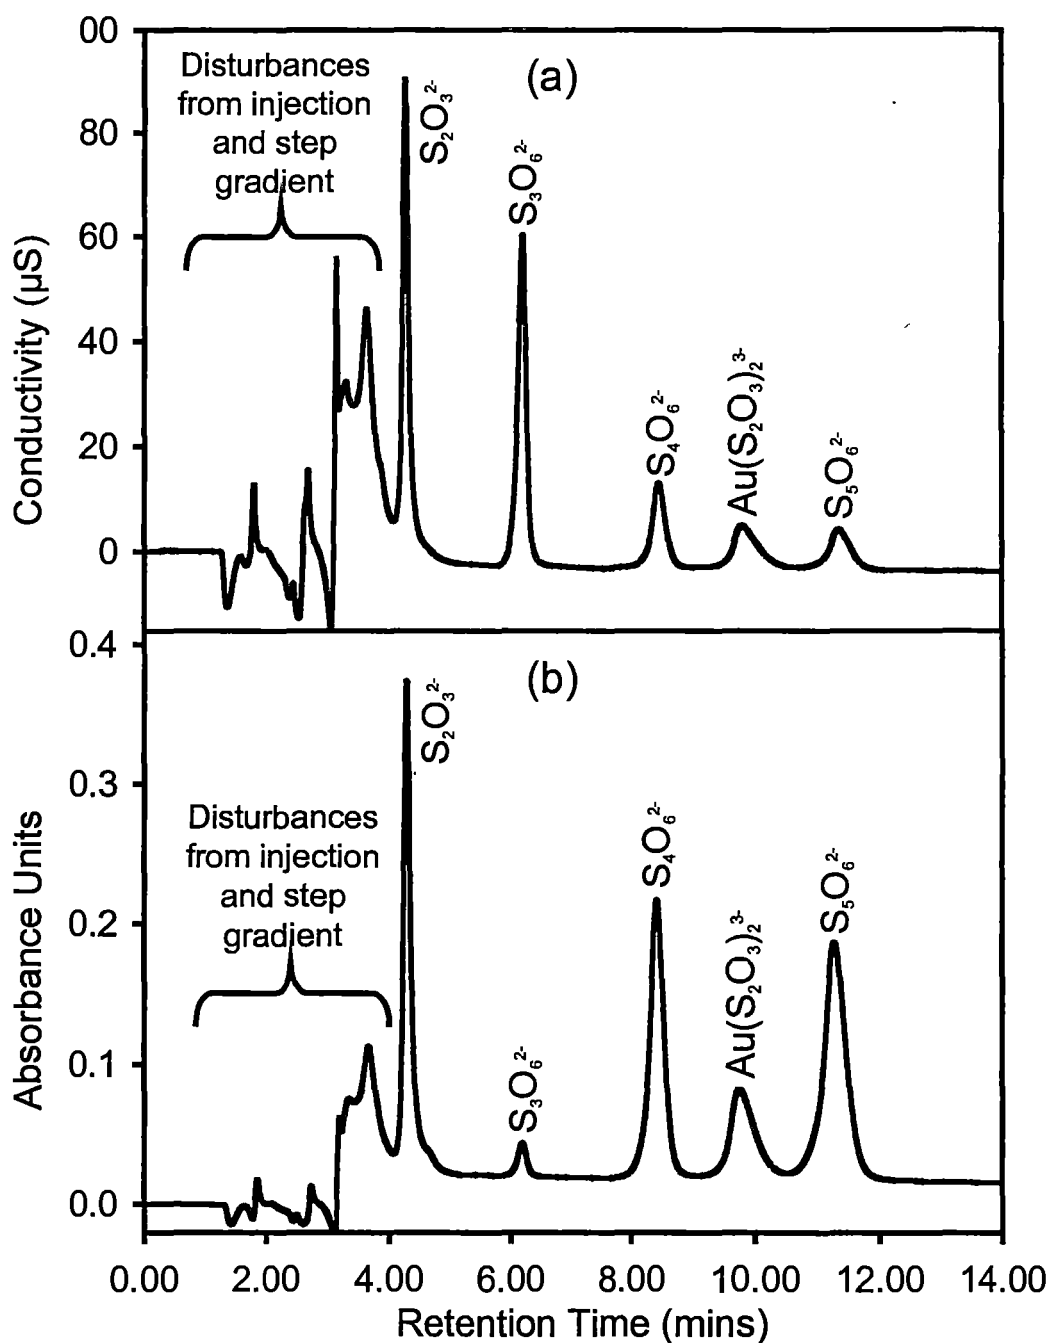 00
Disturbances
from injection
and step
gradient
(a)
S₂O₃²⁻
S₃O₆²⁻
S₄O₆²⁻
Au(S₂O₃)₂³⁻
S₅O₆²⁻
80
60
40
20
0
Conductivity (µS)
0.4
(b)
S₂O₃²⁻
0.3
Disturbances
from injection
and step
gradient
S₃O₆²⁻
S₄O₆²⁻
Au(S₂O₃)₂³⁻
S₅O₆²⁻
0.2
0.1
0.0
Absorbance Units
0.00 2.00 4.00 6.00 8.00 10.00 12.00 14.00
Retention Time (mins)